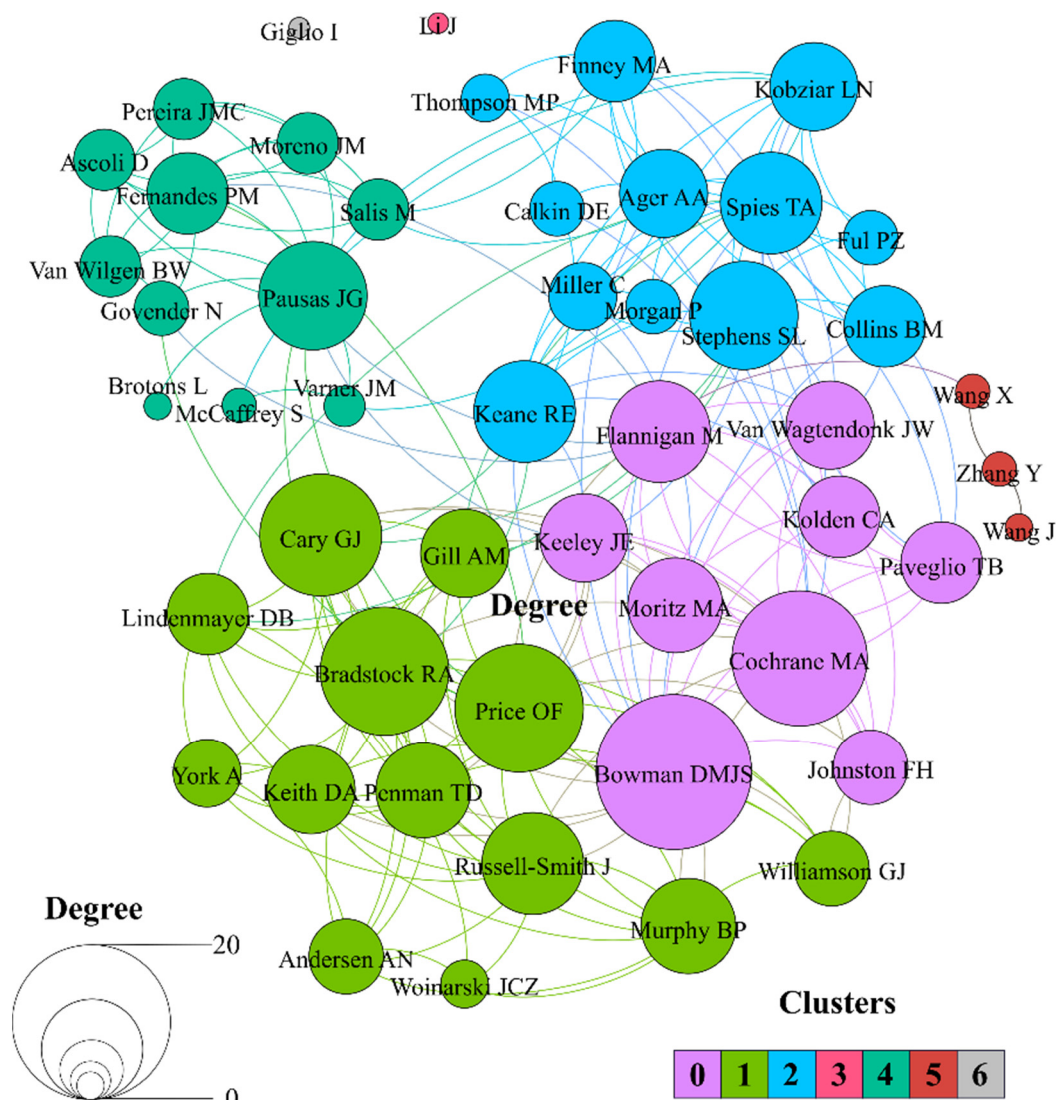 Giglio I
Li J
Finney MA
Thompson MP
Kobziar LN
Pereira JMC
Ascoli D
Moreno JM
Fernandes PM
Salis M
Ager AA
Calkin DE
Spies TA
Ful PZ
Van Wilgen BW
Govender N
Pausas JG
Miller C
Morgan P
Stephens SL
Collins BM
Brotons L
McCaffrey S
Varner JM
Keane RE
Flannigan M
Van Wagtendonk JW
Wang X
Zhang Y
Wang J
Cary GJ
Gill AM
Keeley JE
Kolden CA
Paveglio TB
Degree
Lindenmayer DB
Moritz MA
Bradstock RA
Price OF
Cochrane MA
York A
Keith DA
Penman TD
Bowman DMJS
Johnston FH
Russell-Smith J
Williamson GJ
Murphy BP
Andersen AN
Woinarski JCZ
Degree
20
0
Clusters
0 1 2 3 4 5 6